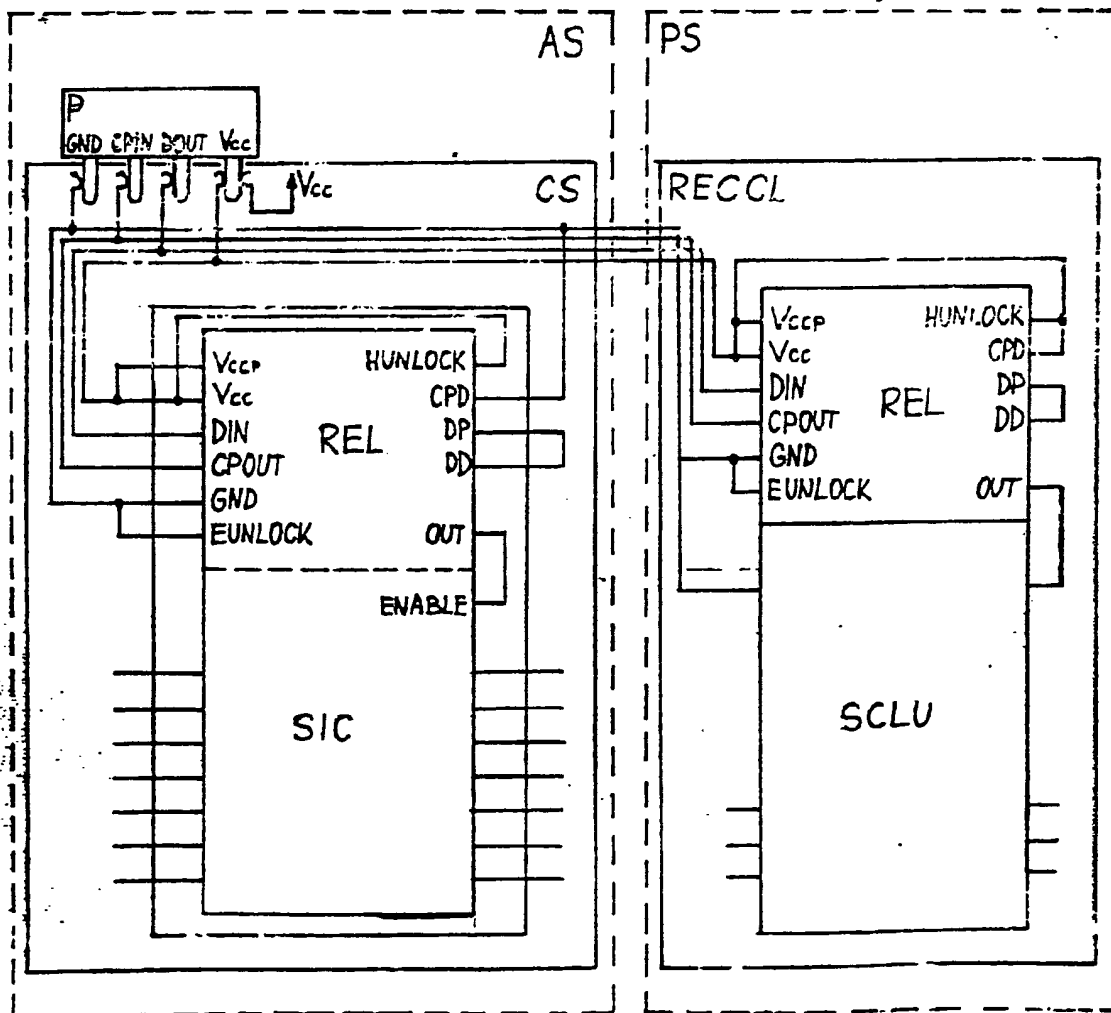 AS
PS
P
GND CPIN DOUT Vcc
Vcc
CS
RECCL
VCCP
HUNLOCK
Vcc
CPD
DIN
REL
DP
CPOUT
DD
GND
EUNLOCK
OUT
ENABLE
SIC
VCCP
HUNLOCK
Vcc
CPD
DIN
REL
DP
CPOUT
DD
GND
EUNLOCK
OUT
SCLU